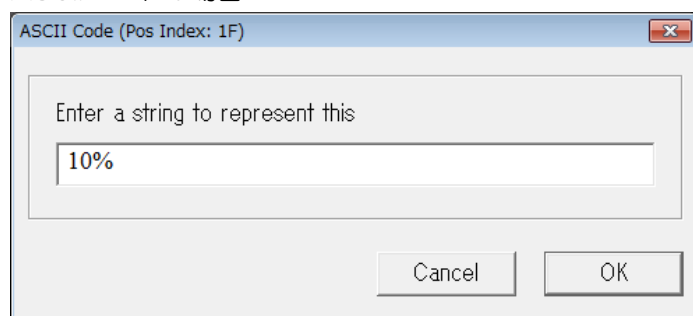 ASCII Code (Pos Index: 1F)
Enter a string to represent this
10%
Cancel OK